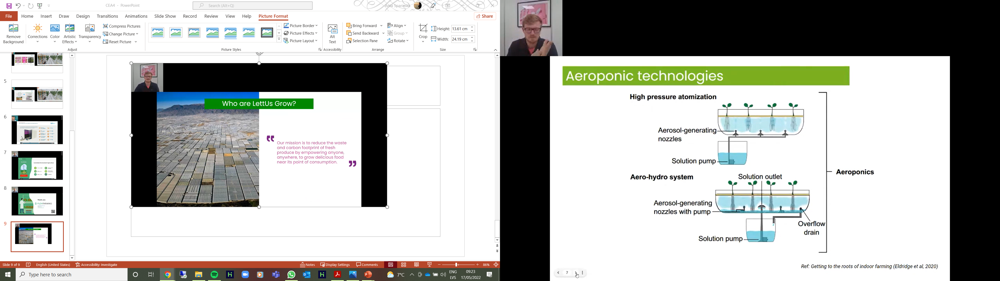 CEA4 - PowerPoint
Search (Alt+Q)
Anta Sparinska
File Home Insert Draw Design Transitions Animations Slide Show Record Review View Help Picture Format
Share
Remove Background
Corrections
Color
Artistic Effects
Transparency
Compress Pictures
Change Picture
Reset Picture
Picture Border
Picture Effects
Picture Layout
Alt Text
Bring Forward
Send Backward
Selection Pane
Align
Group
Rotate
Crop
Height: 13.61 cm
Width: 24.19 cm
Adjust
Picture Styles
Accessibility
Arrange
Size
5
6
7
8
Thank you
FLEXFARMING
9
Who are LettUs Grow?
“
Our mission is to reduce the waste
and carbon footprint of fresh
produce by empowering anyone,
anywhere, to grow delicious food
near its point of consumption.
”
Slide 9 of 9
English (United States)
Accessibility: Investigate
Notes
Display Settings
Comments
86%
Type here to search
7°C
ENG
LVS
09:23
17/05/2022
Aeroponic technologies
High pressure atomization
Aerosol-generating
nozzles
Solution pump
Aero-hydro system
Solution outlet
Aerosol-generating
nozzles with pump
Overflow
drain
Solution pump
Aeroponics
Ref: Getting to the roots of indoor farming (Eldridge et al, 2020)
7